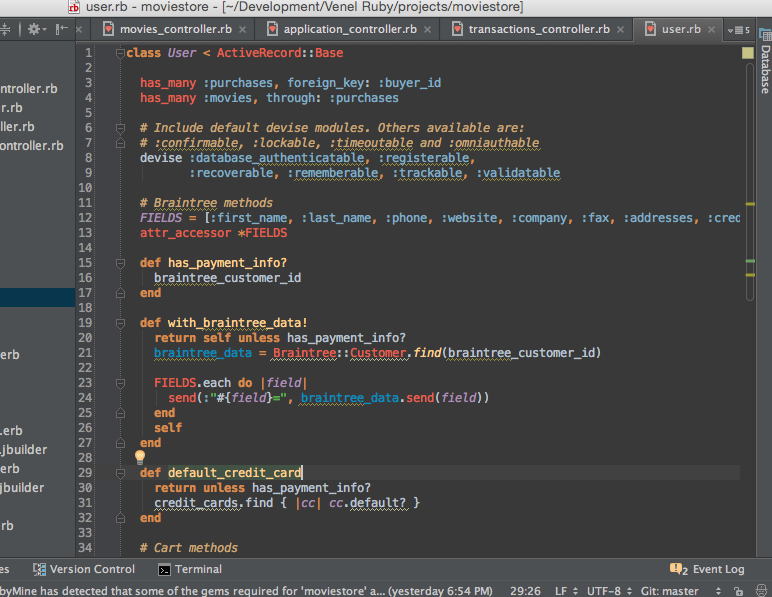 user.rb - moviestore - [~/Development/Venel Ruby/projects/moviestore]
movies_controller.rb × application_controller.rb × transactions_controller.rb × user.rb × 5
ntroller.rb
r.rb
ller.rb
ontroller.rb
erb
.erb
.jbuilder
erb
jbuilder
rb
1 class User < ActiveRecord::Base
2
3 has_many :purchases, foreign_key: :buyer_id
4 has_many :movies, through: :purchases
5
6 # Include default devise modules. Others available are:
7 # :confirmable, :lockable, :timeoutable and :omniauthable
8 devise :database_authenticatable, :registerable,
9 :recoverable, :rememberable, :trackable, :validatable
10
11 # Braintree methods
12 FIELDS = [:first_name, :last_name, :phone, :website, :company, :fax, :addresses, :cred
13 attr_accessor *FIELDS
14
15 def has_payment_info?
16 braintree_customer_id
17 end
18
19 def with_braintree_data!
20 return self unless has_payment_info?
21 braintree_data = Braintree::Customer.find(braintree_customer_id)
22
23 FIELDS.each do |field|
24 send(:"#{field}=", braintree_data.send(field))
25 end
26 self
27 end
28
29 def default_credit_card
30 return unless has_payment_info?
31 credit_cards.find { |cc| cc.default? }
32 end
33
34 # Cart methods
Database
es Version Control Terminal 2 Event Log
byMine has detected that some of the gems required for 'moviestore' a... (yesterday 6:54 PM) 29:26 LF UTF-8 Git: master